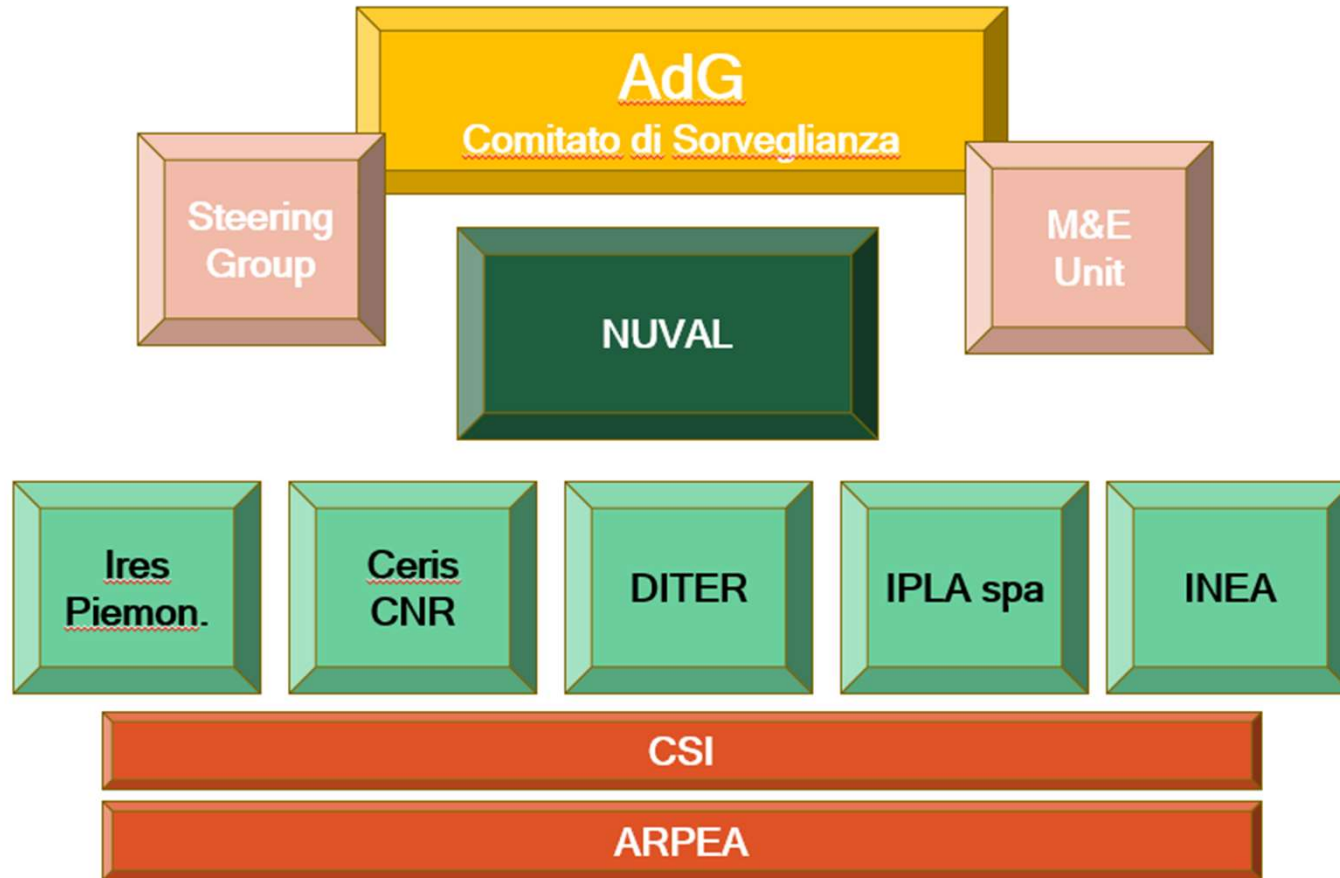 AdG
Comitato di Sorveglianza
Steering
Group
M&E
Unit
NUVAL
Ires
Piemon.
Ceris
CNR
DITER
IPLA spa
INEA
CSI
ARPEA